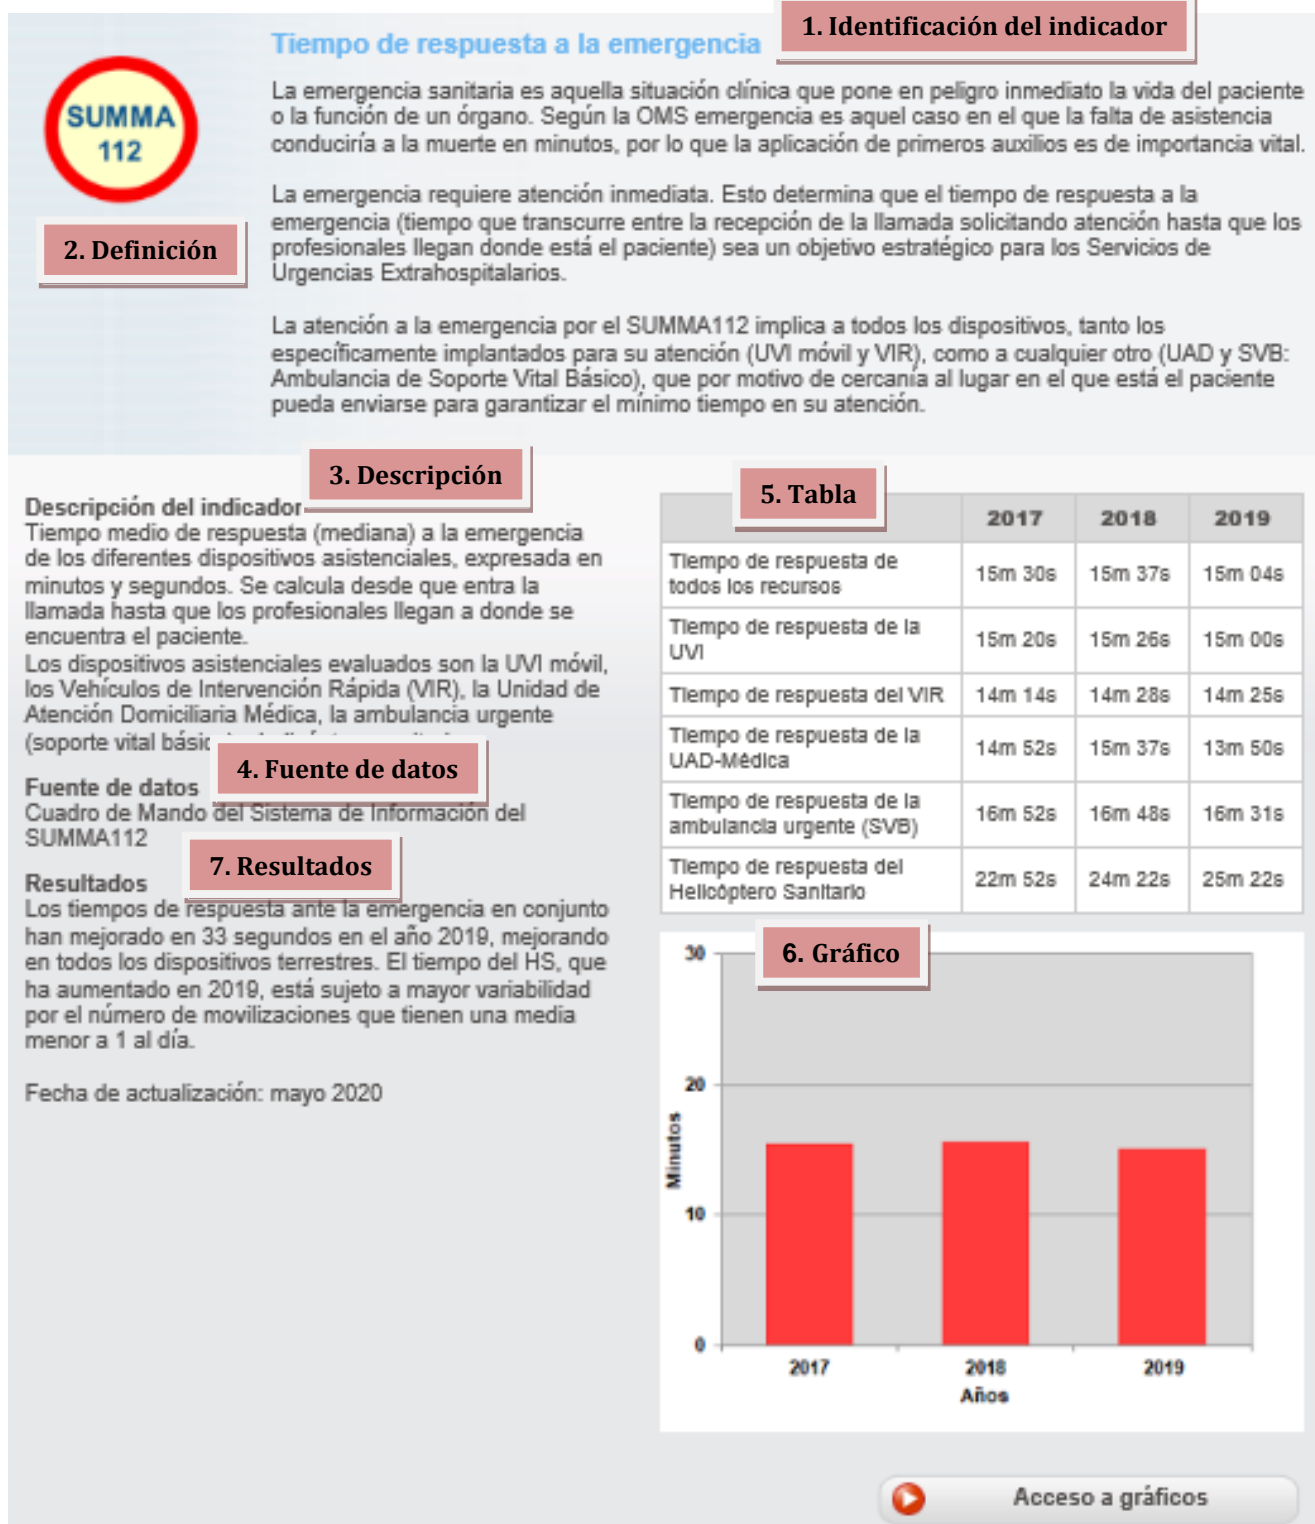 1. Identificación del indicador
Tiempo de respuesta a la emergencia
SUMMA
112
La emergencia sanitaria es aquella situación clínica que pone en peligro inmediato la vida del paciente
o la función de un órgano. Según la OMS emergencia es aquel caso en el que la falta de asistencia
conduciría a la muerte en minutos, por lo que la aplicación de primeros auxilios es de importancia vital.
La emergencia requiere atención inmediata. Esto determina que el tiempo de respuesta a la
emergencia (tiempo que transcurre entre la recepción de la llamada solicitando atención hasta que los
profesionales llegan donde está el paciente) sea un objetivo estratégico para los Servicios de
Urgencias Extrahospitalarios.
2. Definición
La atención a la emergencia por el SUMMA112 implica a todos los dispositivos, tanto los
específicamente implantados para su atención (UVI móvil y VIR), como a cualquier otro (UAD y SVB:
Ambulancia de Soporte Vital Básico), que por motivo de cercanía al lugar en el que está el paciente
pueda enviarse para garantizar el mínimo tiempo en su atención.
3. Descripción
Descripción del indicador
Tiempo medio de respuesta (mediana) a la emergencia
de los diferentes dispositivos asistenciales, expresada en
minutos y segundos. Se calcula desde que entra la
llamada hasta que los profesionales llegan a donde se
encuentra el paciente.
Los dispositivos asistenciales evaluados son la UVI móvil,
los Vehículos de Intervención Rápida (VIR), la Unidad de
Atención Domiciliaria Médica, la ambulancia urgente
(soporte vital básic
4. Fuente de datos
Fuente de datos
Cuadro de Mando del Sistema de Información del
SUMMA112
7. Resultados
Resultados
Los tiempos de respuesta ante la emergencia en conjunto
han mejorado en 33 segundos en el año 2019, mejorando
en todos los dispositivos terrestres. El tiempo del HS, que
ha aumentado en 2019, está sujeto a mayor variabilidad
por el número de movilizaciones que tienen una media
menor a 1 al día.
Fecha de actualización: mayo 2020
5. Tabla
2017 2018 2019
Tiempo de respuesta de
todos los recursos 15m 30s 15m 37s 15m 04s
Tiempo de respuesta de la
UVI 15m 20s 15m 26s 15m 00s
Tiempo de respuesta del VIR 14m 14s 14m 28s 14m 25s
Tiempo de respuesta de la
UAD-Médica 14m 52s 15m 37s 13m 50s
Tiempo de respuesta de la
ambulancia urgente (SVB) 16m 52s 16m 48s 16m 31s
Tiempo de respuesta del
Helicóptero Sanitario 22m 52s 24m 22s 25m 22s
6. Gráfico
30
20
10
0
Minutos
2017 2018 2019
Años
Acceso a gráficos